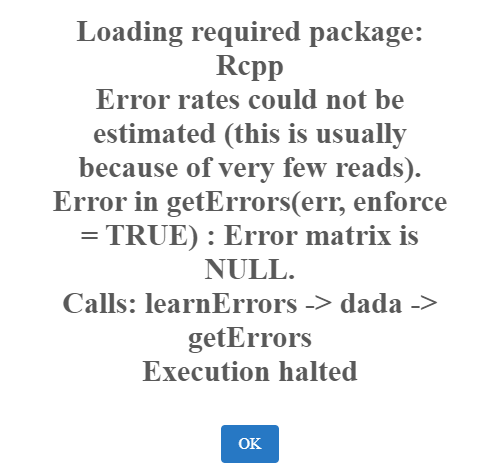 Loading required package:
Rcpp
Error rates could not be
estimated (this is usually
because of very few reads).
Error in getErrors(err, enforce
= TRUE) : Error matrix is
NULL.
Calls: learnErrors -> dada ->
getErrors
Execution halted
OK